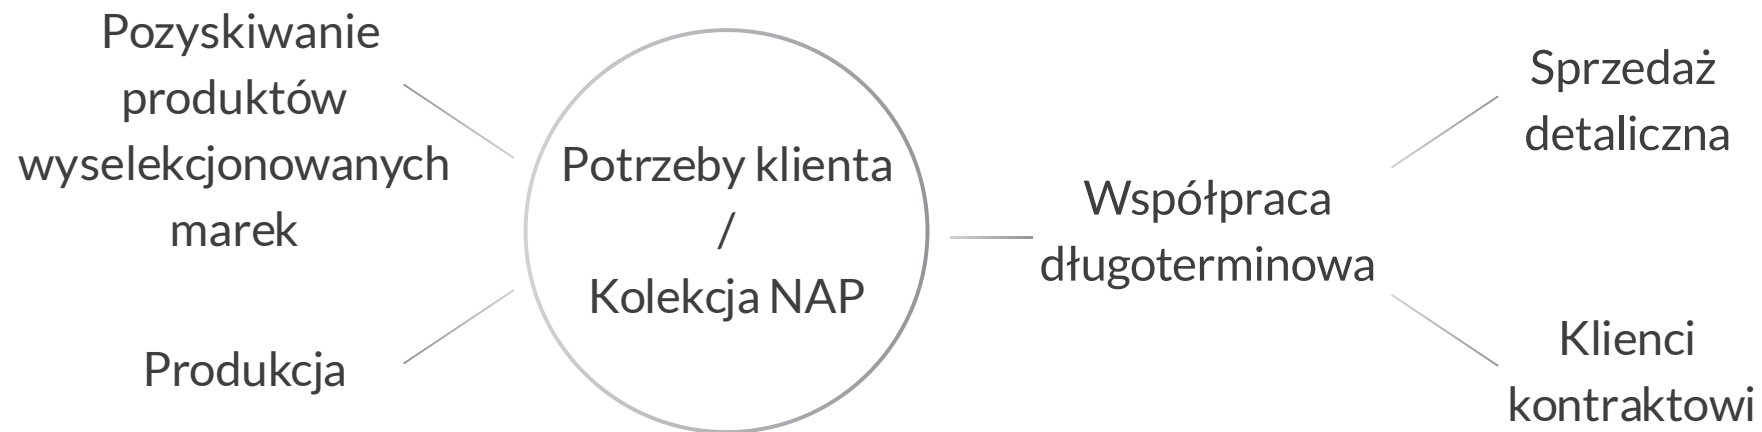 Pozyskiwanie
produktów
wyselekcjonowanych
marek
Produkcja
Potrzeby klienta
/
Kolekcja NAP
Współpraca
długoterminowa
Sprzedaż
detaliczna
Klienci
kontraktowi